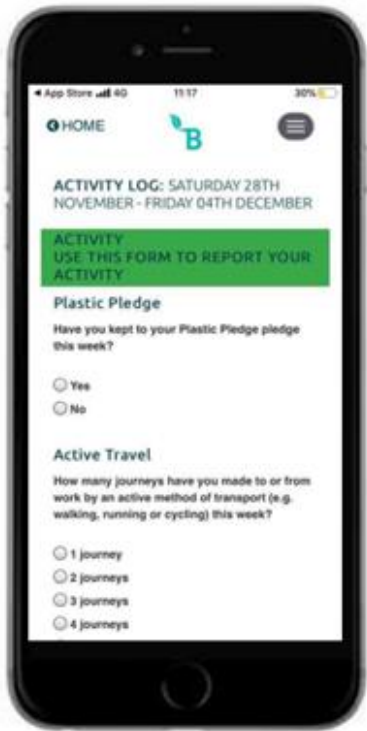 App Store 4G 11:17 30%
HOME
B
ACTIVITY LOG: SATURDAY 28TH
NOVEMBER - FRIDAY 04TH DECEMBER
ACTIVITY
USE THIS FORM TO REPORT YOUR
ACTIVITY
Plastic Pledge
Have you kept to your Plastic Pledge pledge
this week?
Yes
No
Active Travel
How many journeys have you made to or from
work by an active method of transport (e.g.
walking, running or cycling) this week?
1 journey
2 journeys
3 journeys
4 journeys